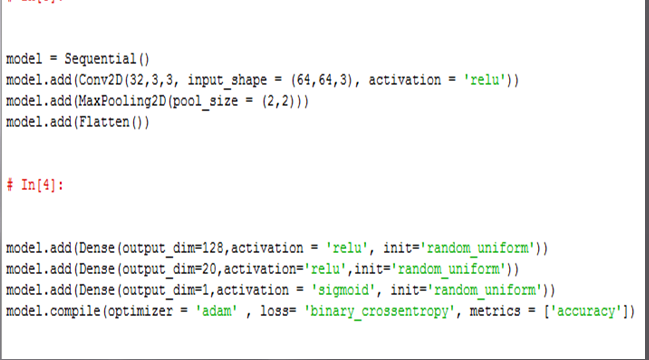 # In[3]:
model = Sequential()
model.add(Conv2D(32,3,3, input_shape = (64,64,3), activation = 'relu'))
model.add(MaxPooling2D(pool_size = (2,2)))
model.add(Flatten())
# In[4]:
model.add(Dense(output_dim=128,activation = 'relu', init='random_uniform'))
model.add(Dense(output_dim=20,activation='relu',init='random_uniform'))
model.add(Dense(output_dim=1,activation = 'sigmoid', init='random_uniform'))
model.compile(optimizer = 'adam' , loss= 'binary_crossentropy', metrics = ['accuracy'])